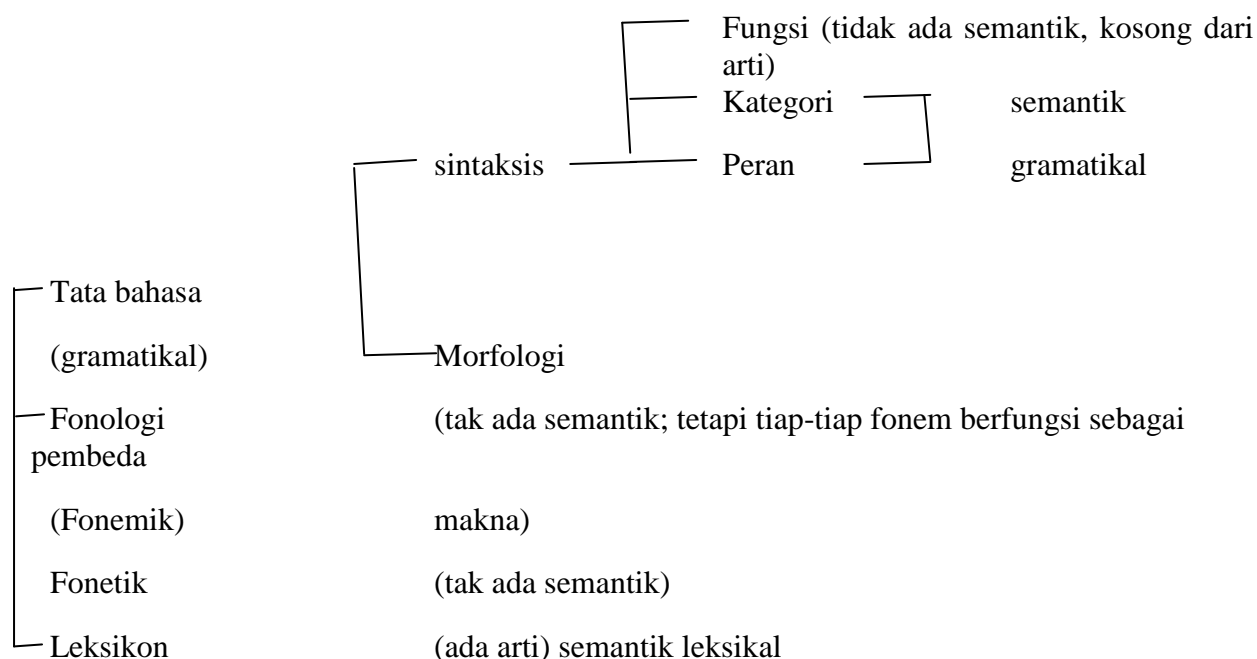 Fungsi (tidak ada semantik, kosong dari
arti)
Kategori semantik
sintaksis Peran gramatikal
Tata bahasa
(gramatikal) Morfologi
Fonologi (tak ada semantik; tetapi tiap-tiap fonem berfungsi sebagai
pembeda
(Fonemik) makna)
Fonetik (tak ada semantik)
Leksikon (ada arti) semantik leksikal